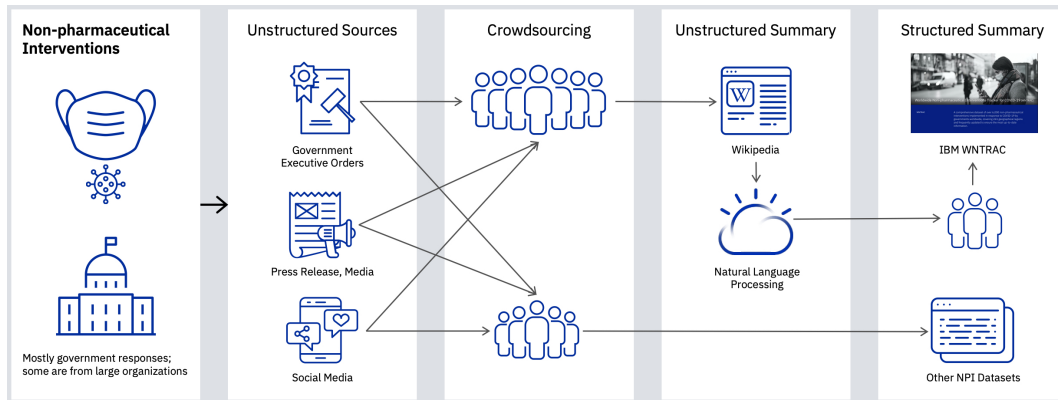 Non-pharmaceutical
Interventions
Mostly government responses;
some are from large organizations
Unstructured Sources
Government
Executive Orders
Press Release, Media
Social Media
Crowdsourcing
Unstructured Summary
W
Wikipedia
Natural Language
Processing
Structured Summary
IBM WNTRAC
Other NPI Datasets